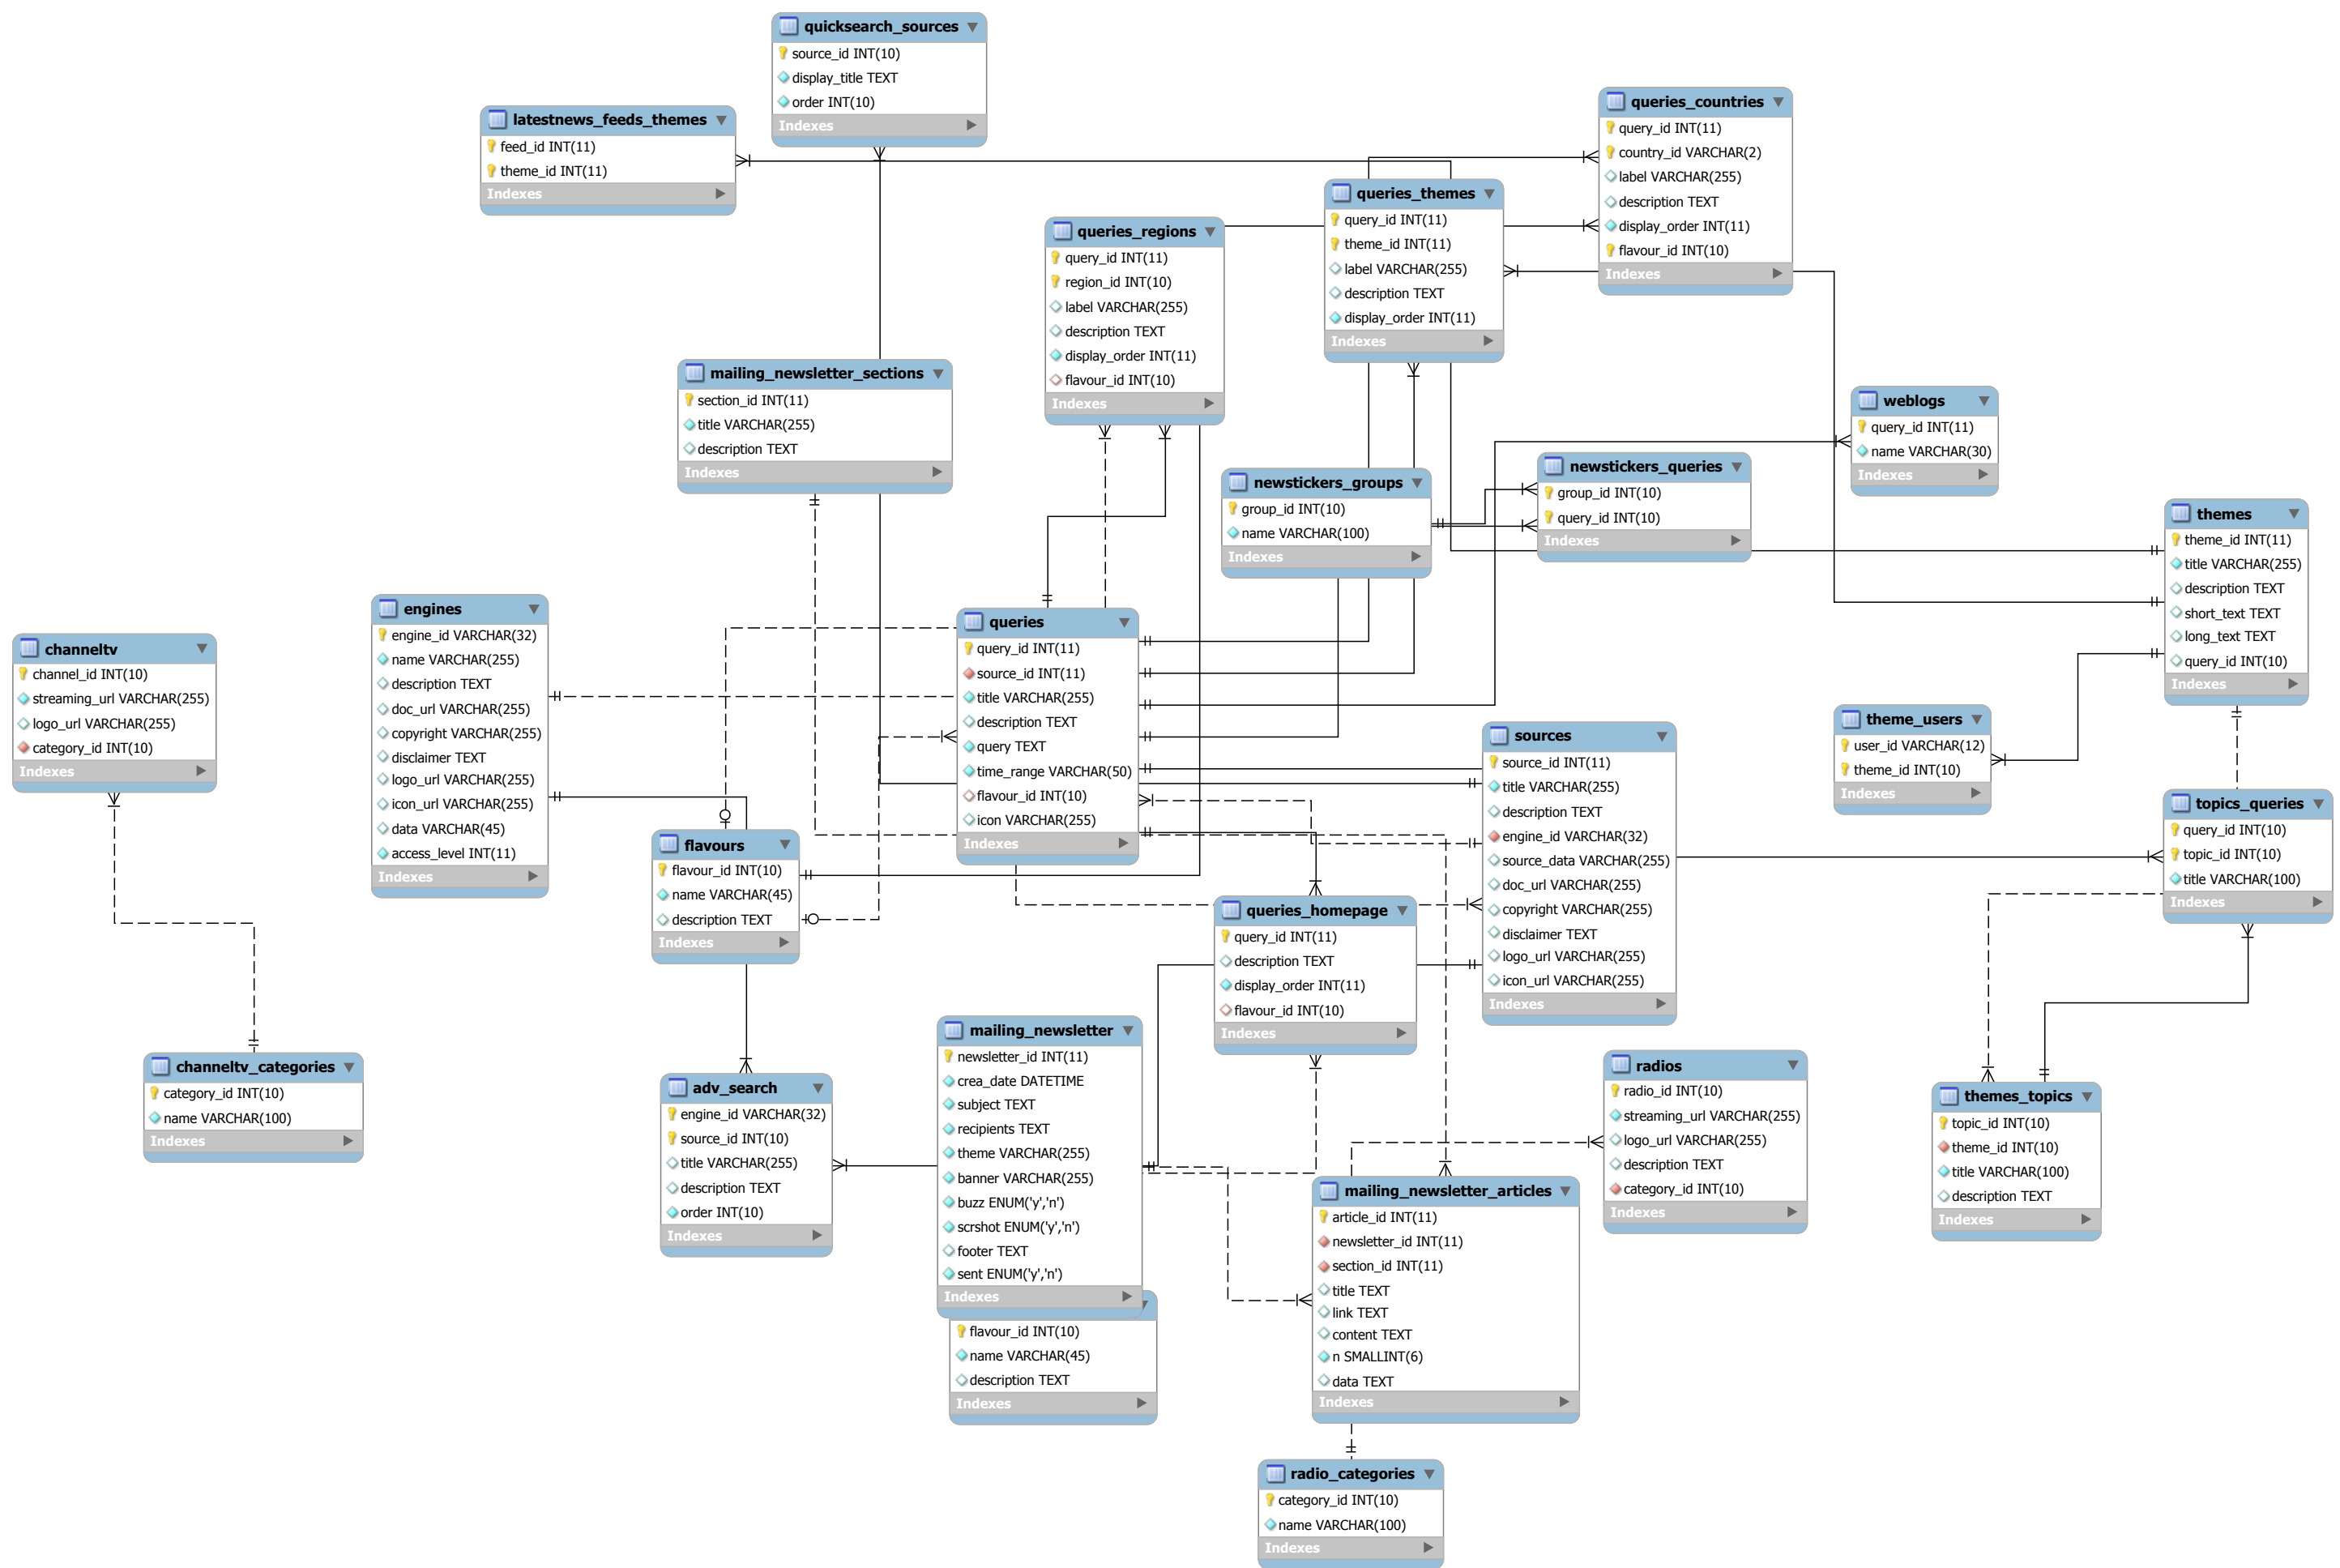 quicksearch_sources
source_id INT(10)
display_title TEXT
order INT(10)
Indexes
latestnews_feeds_themes
feed_id INT(11)
theme_id INT(11)
Indexes
queries_countries
query_id INT(11)
country_id VARCHAR(2)
label VARCHAR(255)
description TEXT
display_order INT(11)
flavour_id INT(10)
Indexes
queries_themes
query_id INT(11)
theme_id INT(11)
label VARCHAR(255)
description TEXT
display_order INT(11)
Indexes
queries_regions
query_id INT(11)
region_id INT(10)
label VARCHAR(255)
description TEXT
display_order INT(11)
flavour_id INT(10)
Indexes
mailing_newsletter_sections
section_id INT(11)
title VARCHAR(255)
description TEXT
Indexes
weblogs
query_id INT(11)
name VARCHAR(30)
Indexes
newstickers_groups
group_id INT(10)
name VARCHAR(100)
Indexes
newstickers_queries
group_id INT(10)
query_id INT(10)
Indexes
themes
theme_id INT(11)
title VARCHAR(255)
description TEXT
short_text TEXT
long_text TEXT
query_id INT(10)
Indexes
engines
engine_id VARCHAR(32)
name VARCHAR(255)
description TEXT
doc_url VARCHAR(255)
copyright VARCHAR(255)
disclaimer TEXT
logo_url VARCHAR(255)
icon_url VARCHAR(255)
data VARCHAR(45)
access_level INT(11)
Indexes
queries
query_id INT(11)
source_id INT(11)
title VARCHAR(255)
description TEXT
query TEXT
time_range VARCHAR(50)
flavour_id INT(10)
icon VARCHAR(255)
Indexes
channeltv
channel_id INT(10)
streaming_url VARCHAR(255)
logo_url VARCHAR(255)
category_id INT(10)
Indexes
theme_users
user_id VARCHAR(12)
theme_id INT(10)
Indexes
sources
source_id INT(11)
title VARCHAR(255)
description TEXT
engine_id VARCHAR(32)
source_data VARCHAR(255)
doc_url VARCHAR(255)
copyright VARCHAR(255)
disclaimer TEXT
logo_url VARCHAR(255)
icon_url VARCHAR(255)
Indexes
topics_queries
query_id INT(10)
topic_id INT(10)
title VARCHAR(100)
Indexes
flavours
flavour_id INT(10)
name VARCHAR(45)
description TEXT
Indexes
queries_homepage
query_id INT(11)
description TEXT
display_order INT(11)
flavour_id INT(10)
Indexes
mailing_newsletter
newsletter_id INT(11)
crea_date DATETIME
subject TEXT
recipients TEXT
theme VARCHAR(255)
banner VARCHAR(255)
buzz ENUM('y','n')
scrshot ENUM('y','n')
footer TEXT
sent ENUM('y','n')
Indexes
flavour_id INT(10)
name VARCHAR(45)
description TEXT
Indexes
channeltv_categories
category_id INT(10)
name VARCHAR(100)
Indexes
adv_search
engine_id VARCHAR(32)
source_id INT(10)
title VARCHAR(255)
description TEXT
order INT(10)
Indexes
radios
radio_id INT(10)
streaming_url VARCHAR(255)
logo_url VARCHAR(255)
description TEXT
category_id INT(10)
Indexes
themes_topics
topic_id INT(10)
theme_id INT(10)
title VARCHAR(100)
description TEXT
Indexes
mailing_newsletter_articles
article_id INT(11)
newsletter_id INT(11)
section_id INT(11)
title TEXT
link TEXT
content TEXT
n SMALLINT(6)
data TEXT
Indexes
radio_categories
category_id INT(10)
name VARCHAR(100)
Indexes